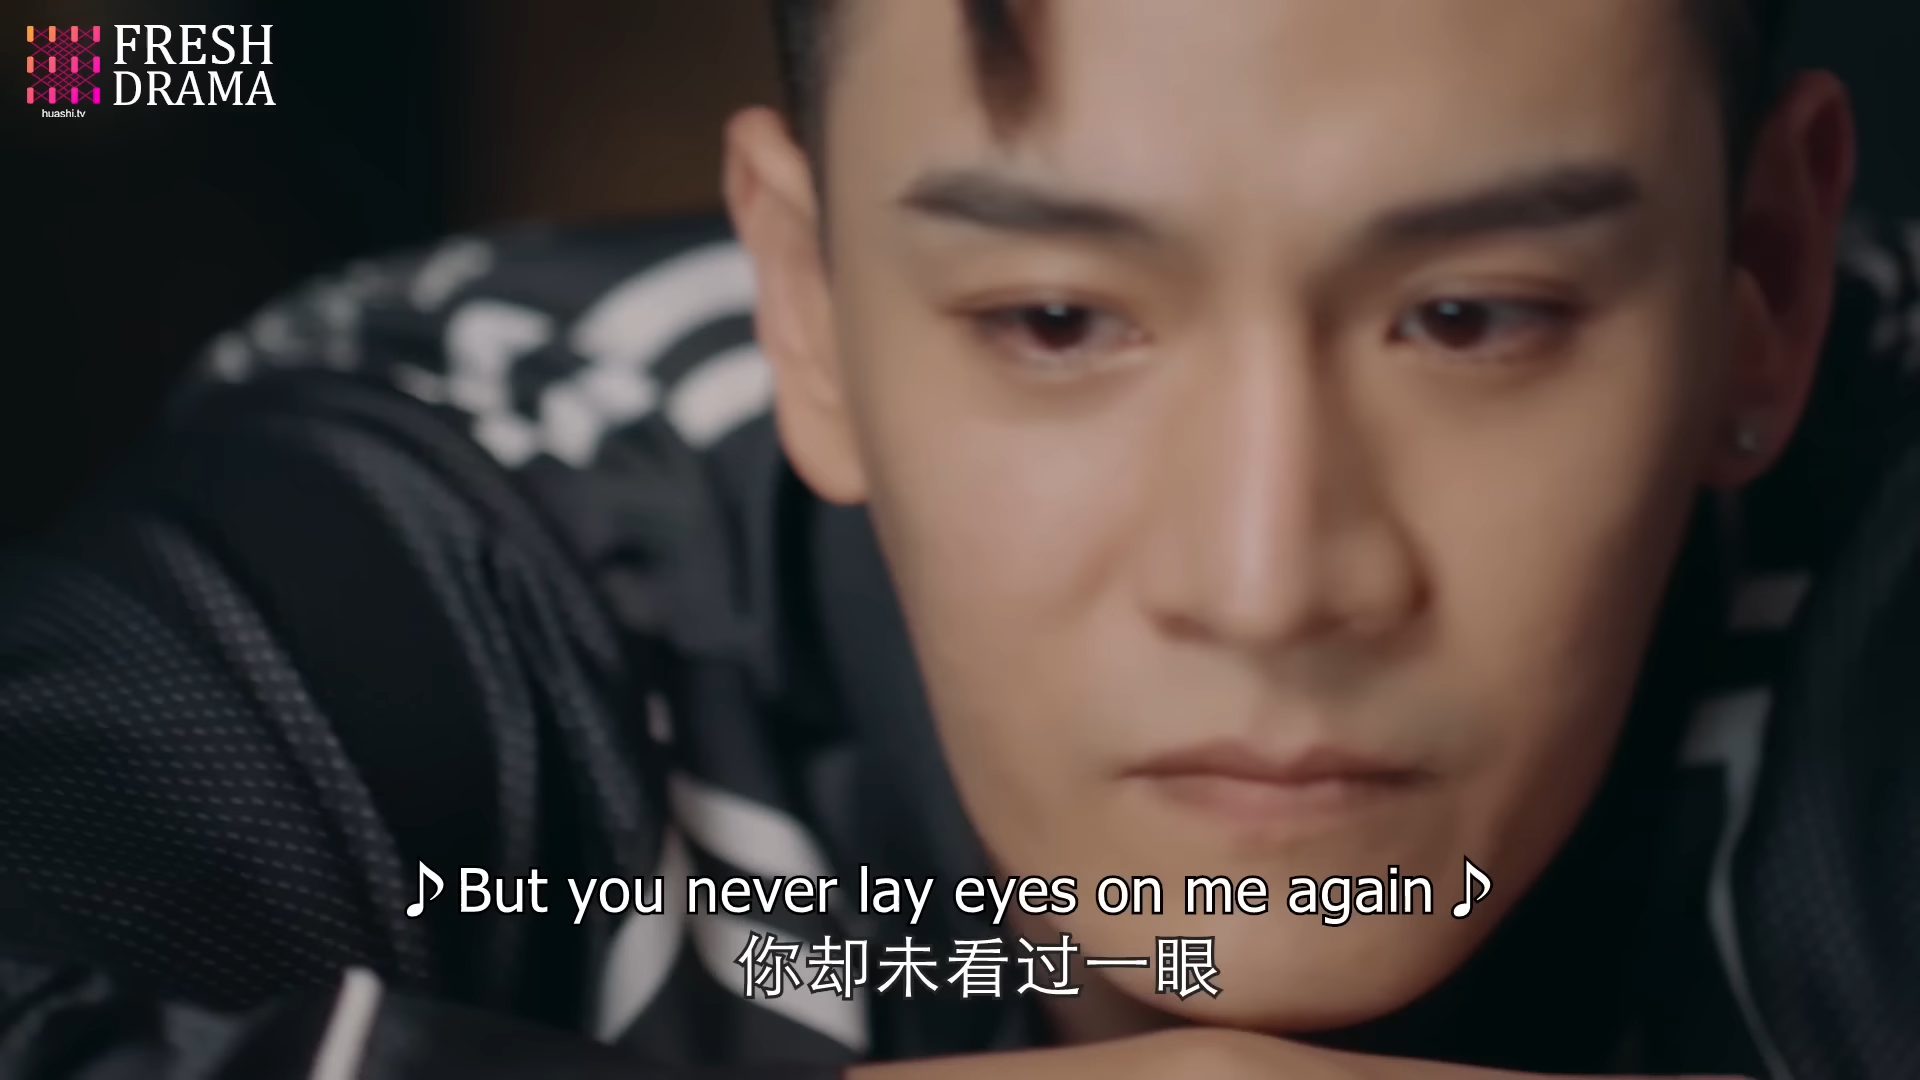 FRESH
DRAMA
huashi.tv
♪But you never lay eyes on me again♪
你却未看过一眼